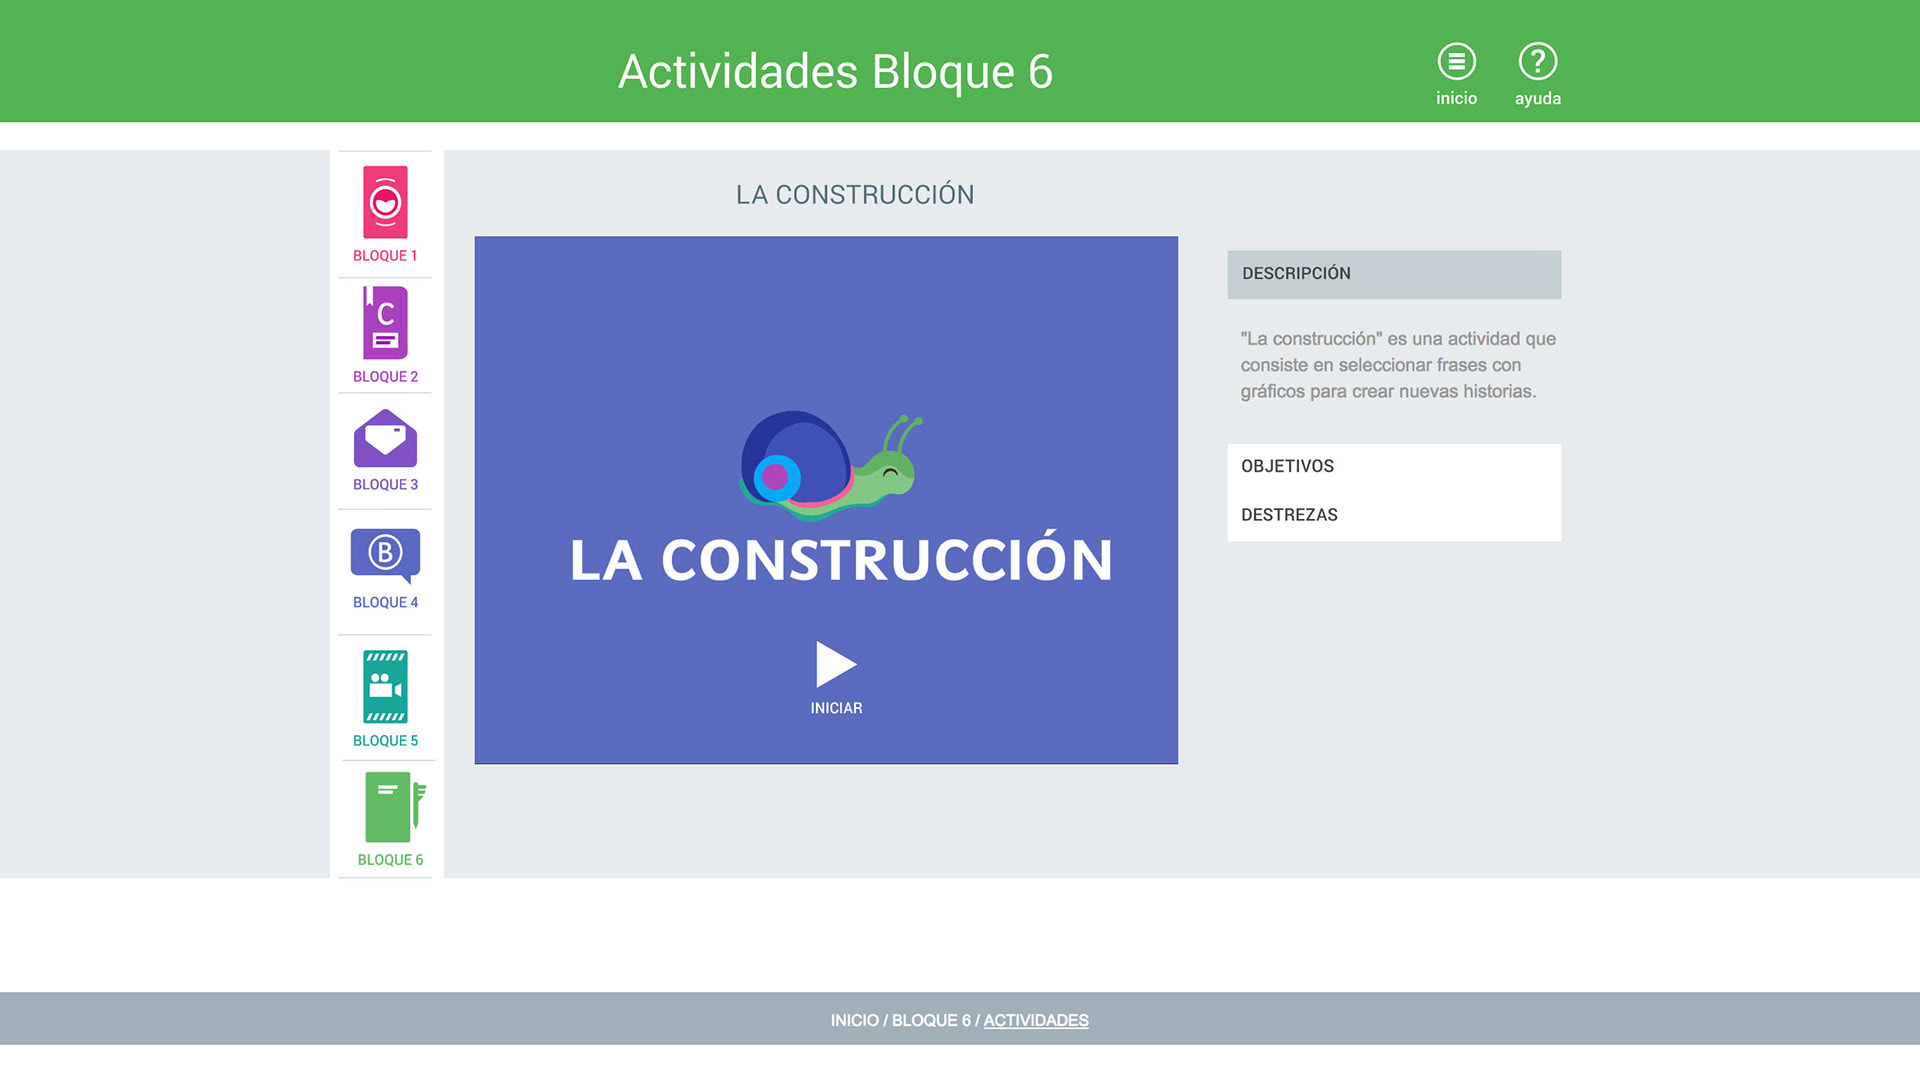 Actividades Bloque 6
inicio
ayuda
BLOQUE 1
C
BLOQUE 2
BLOQUE 3
B
BLOQUE 4
BLOQUE 5
BLOQUE 6
LA CONSTRUCCIÓN
LA CONSTRUCCIÓN
INICIAR
DESCRIPCIÓN
"La construcción" es una actividad que
consiste en seleccionar frases con
gráficos para crear nuevas historias.
OBJETIVOS
DESTREZAS
INICIO / BLOQUE 6 / ACTIVIDADES